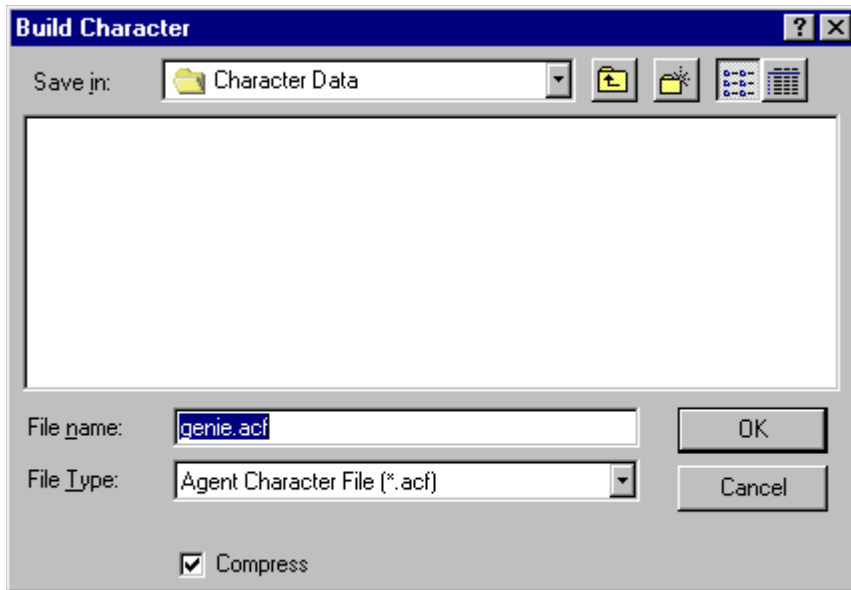 Build Character
Save in: Character Data
File name: genie.acf OK
File Type: Agent Character File (*.acf) Cancel
Compress